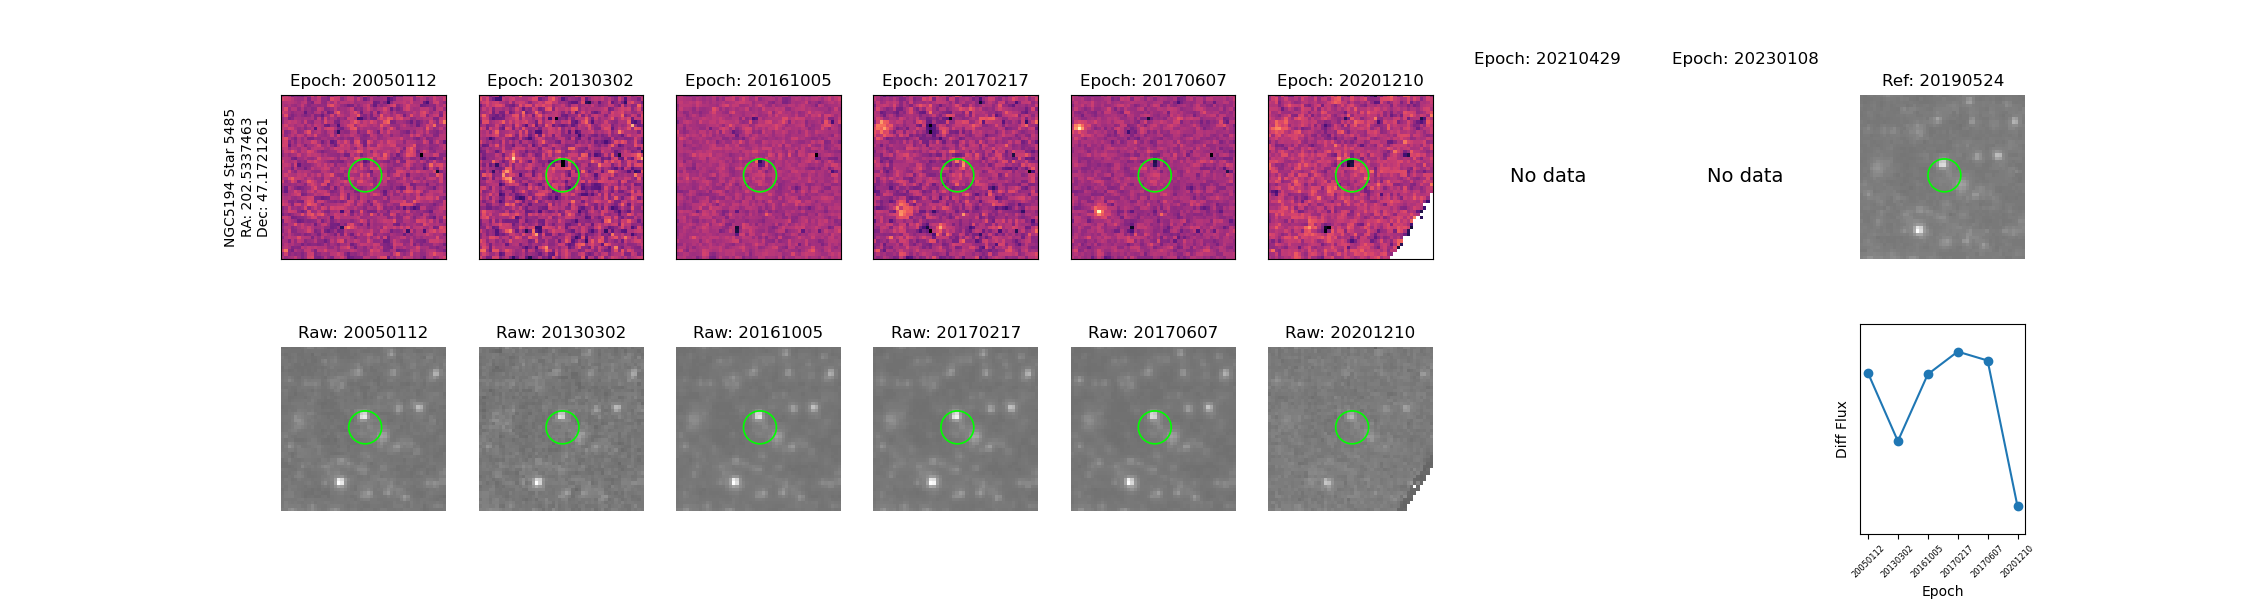 Epoch: 20210429
Epoch: 20230108
Epoch: 20050112
Epoch: 20130302
Epoch: 20161005
Epoch: 20170217
Epoch: 20170607
Epoch: 20201210
Ref: 20190524
NGC5194 Star 5485
RA: 202.5337463
Dec: 47.1721261
No data
No data
Raw: 20050112
Raw: 20130302
Raw: 20161005
Raw: 20170217
Raw: 20170607
Raw: 20201210
Diff Flux
20050112
20130302
20161005
20170217
20170607
20201210
Epoch